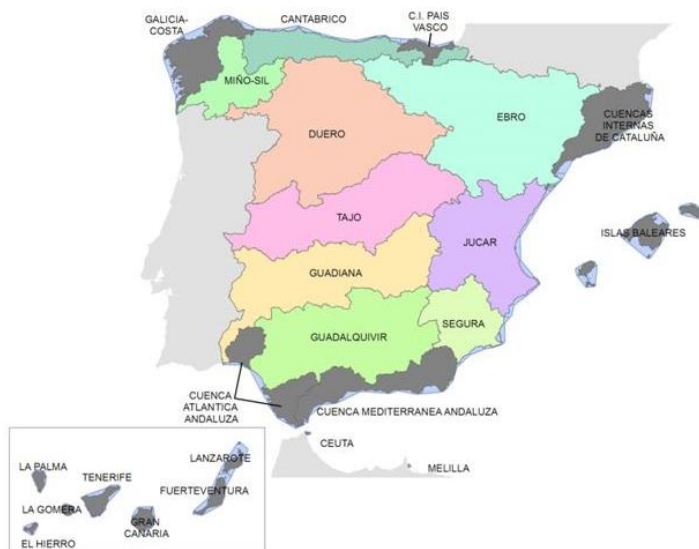 GALICIA-
COSTA
CANTABRICO
C.I. PAIS
VASCO
MIÑO-SIL
DUERO
EBRO
CUENCAS
INTERNAS
DE CATALUÑA
TAJO
JUCAR
ISLAS BALEARES
GUADIANA
SEGURA
GUADALQUIVIR
CUENCA
ATLANTICA
ANDALUZA
CUENCA MEDITERRANEA ANDALUZA
CEUTA
MELILLA
LA PALMA
TENERIFE
LANZAROTE
FUERTEVENTURA
LA GOMERA
GRAN
CANARIA
EL HIERRO